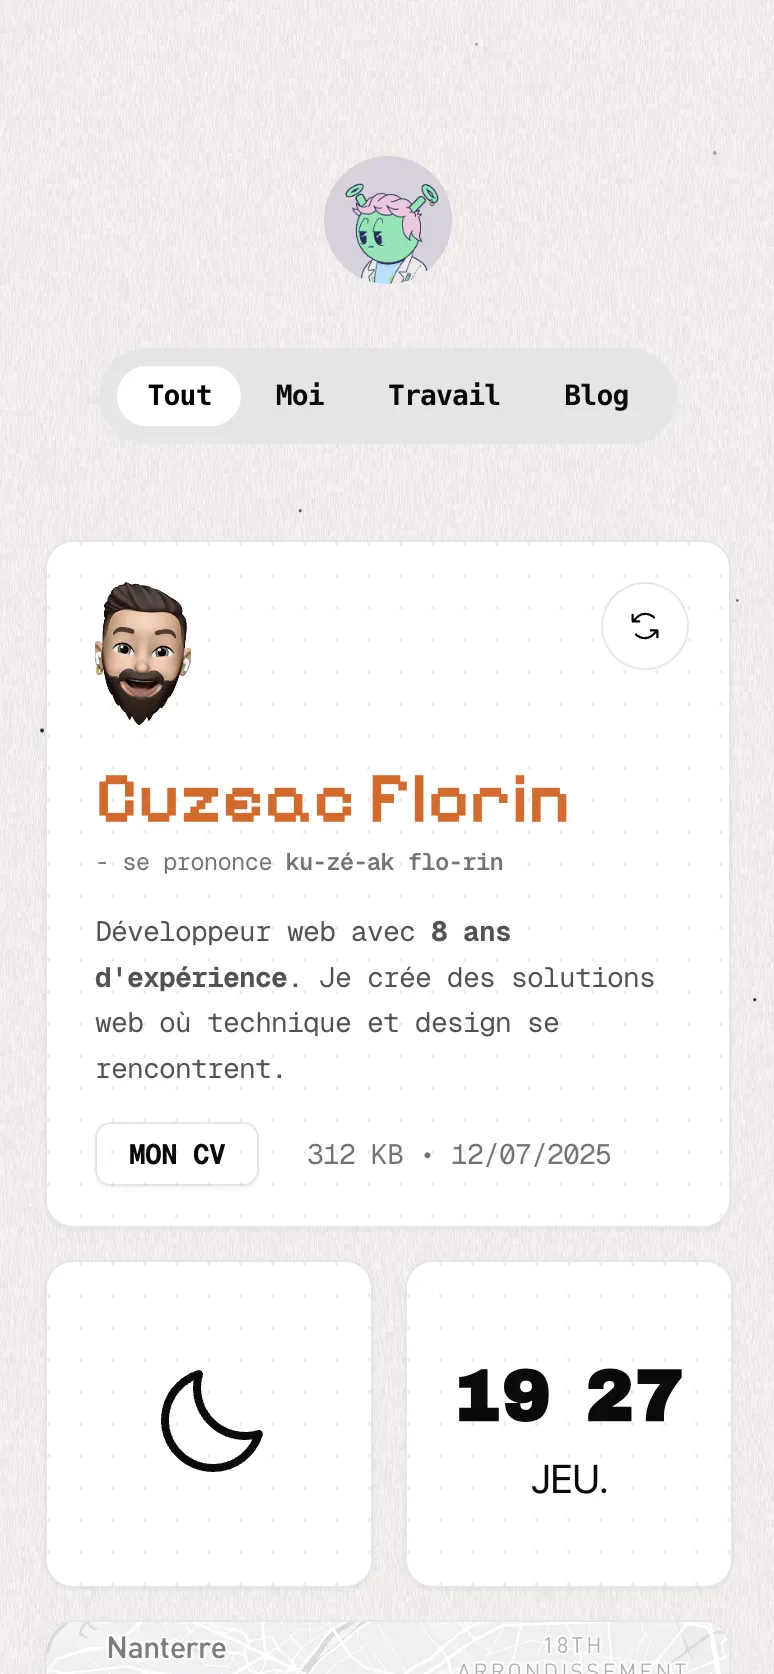 Tout Moi Travail Blog
Cuzeac Florin
- se prononce ku-zé-ak flo-rin
Développeur web avec 8 ans
d'expérience. Je crée des solutions
web où technique et design se
rencontrent.
MON CV 312 KB • 12/07/2025
19 27
JEU.
Nanterre
18TH
ARRONDISSEMENT